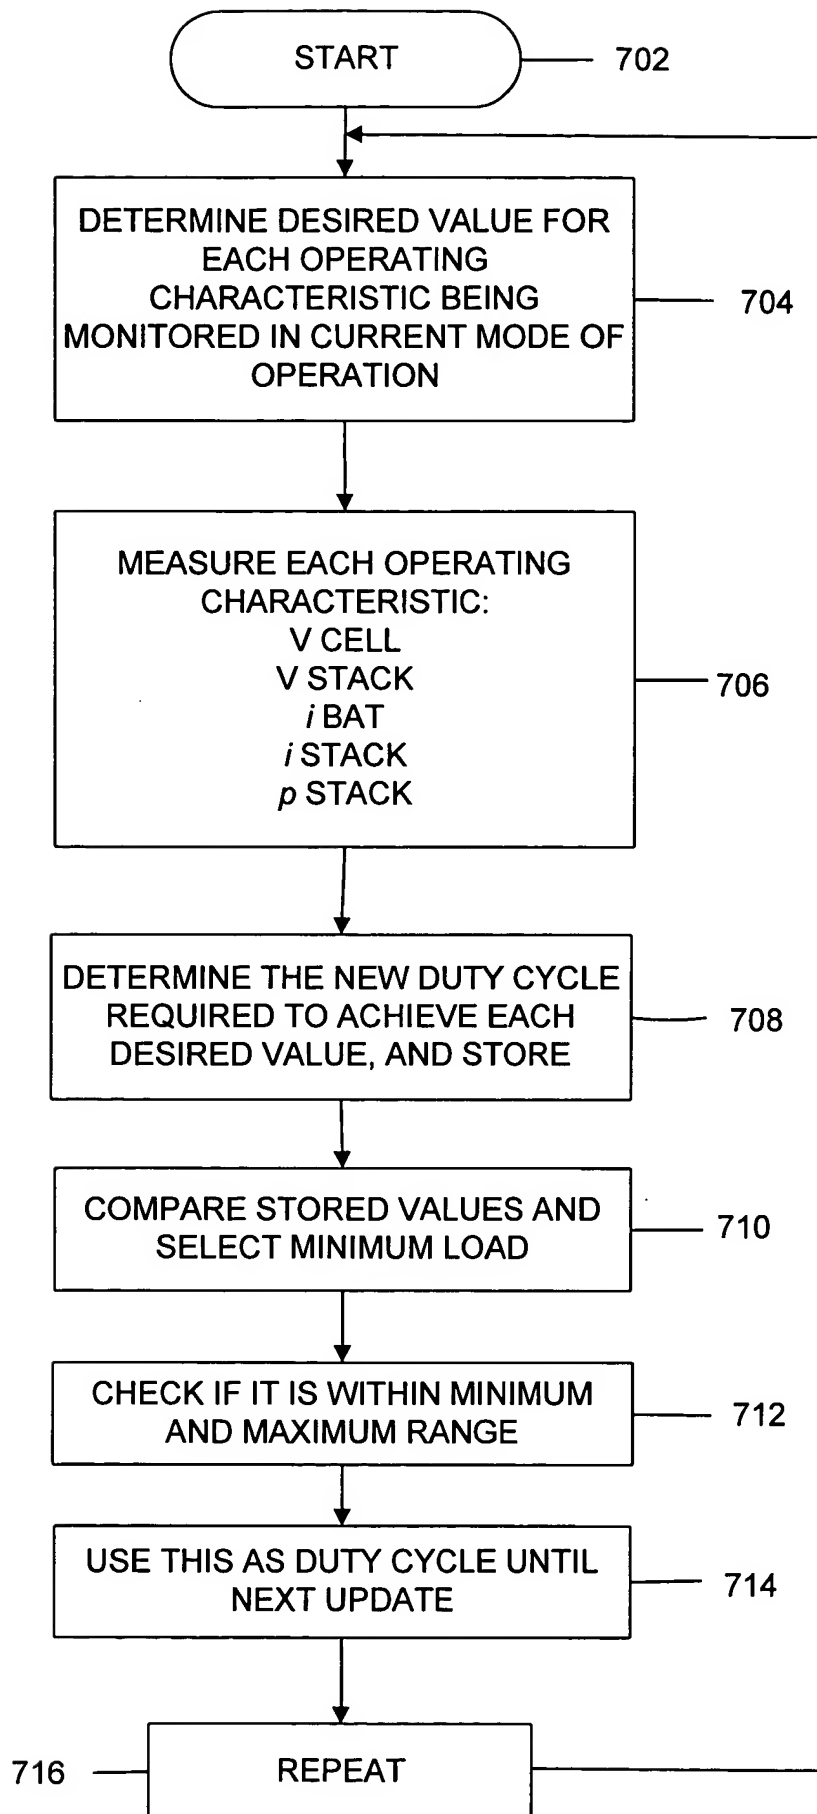 START
702
DETERMINE DESIRED VALUE FOR
EACH OPERATING
CHARACTERISTIC BEING
MONITORED IN CURRENT MODE OF
OPERATION
704
MEASURE EACH OPERATING
CHARACTERISTIC:
V CELL
V STACK
i BAT
i STACK
p STACK
706
DETERMINE THE NEW DUTY CYCLE
REQUIRED TO ACHIEVE EACH
DESIRED VALUE, AND STORE
708
COMPARE STORED VALUES AND
SELECT MINIMUM LOAD
710
CHECK IF IT IS WITHIN MINIMUM
AND MAXIMUM RANGE
712
USE THIS AS DUTY CYCLE UNTIL
NEXT UPDATE
714
716
REPEAT